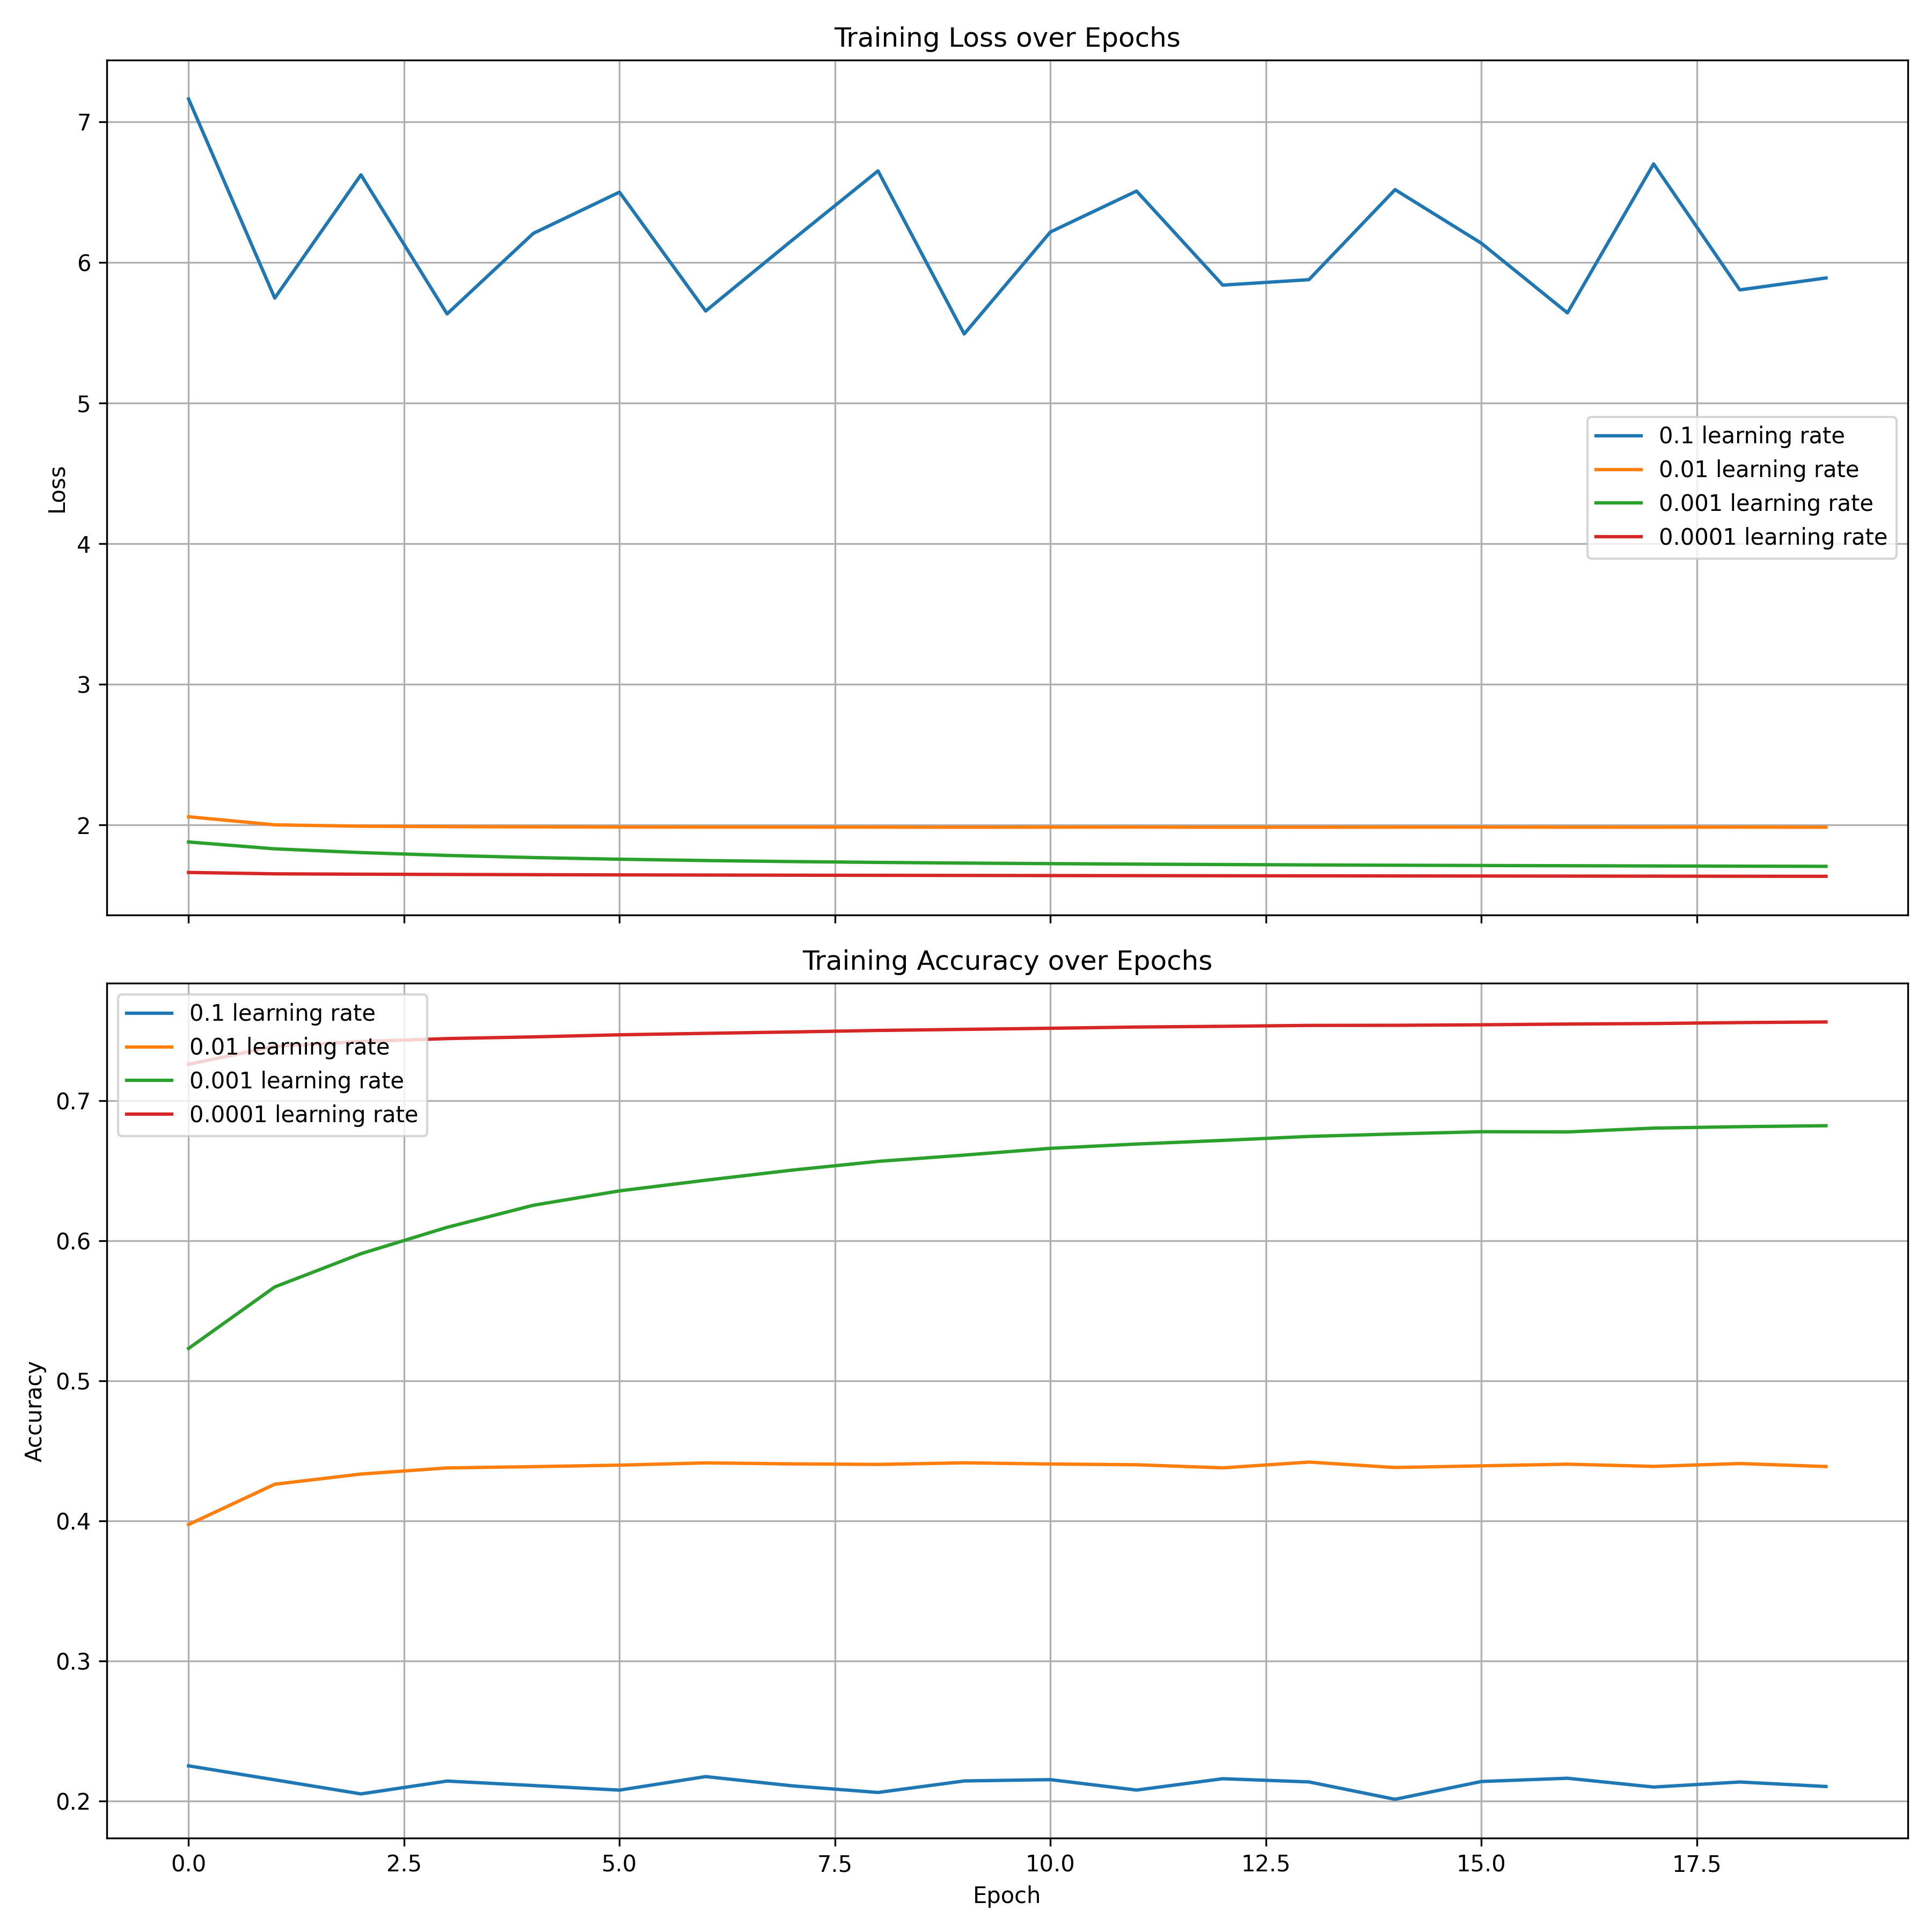 Training Loss over Epochs
7
6
5
4
3
2
Loss
0.1 learning rate
0.01 learning rate
0.001 learning rate
0.0001 learning rate
Training Accuracy over Epochs
0.1 learning rate
0.01 learning rate
0.001 learning rate
0.0001 learning rate
0.7
0.6
0.5
0.4
0.3
0.2
Accuracy
0.0 2.5 5.0 7.5 10.0 12.5 15.0 17.5
Epoch